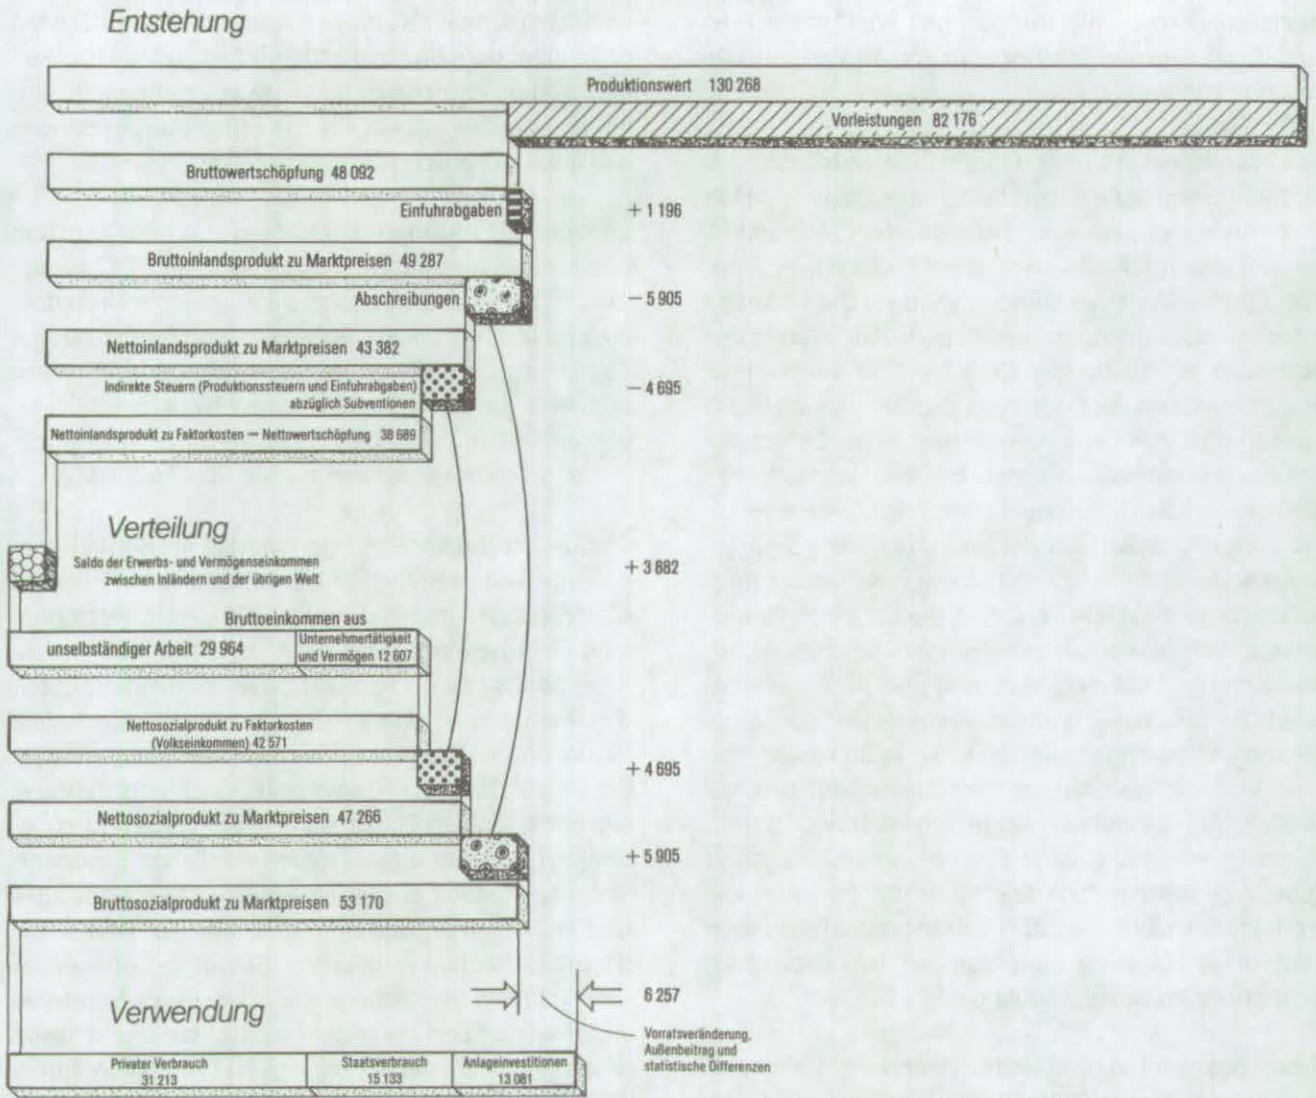 Entstehung
Produktionswert 130 268
Vorleistungen 82 176
Bruttowertschöpfung 48 092
Einfuhrabgaben + 1 196
Bruttoinlandsprodukt zu Marktpreisen 49 287
Abschreibungen — 5 905
Nettoinlandsprodukt zu Marktpreisen 43 382
Indirekte Steuern (Produktionssteuern und Einfuhrabgaben) — 4 695
abzüglich Subventionen
Nettoinlandsprodukt zu Faktorkosten — Nettowertschöpfung 38 689
Verteilung
Saldo der Erwerbs- und Vermögenseinkommen + 3 882
zwischen Inländern und der übrigen Welt
Bruttoeinkommen aus
unselbständiger Arbeit 29 964
Unternehmertätigkeit
und Vermögen 12 607
Nettosozialprodukt zu Faktorkosten
(Volkseinkommen) 42 571
+ 4 695
Nettosozialprodukt zu Marktpreisen 47 266
+ 5 905
Bruttosozialprodukt zu Marktpreisen 53 170
6 257
Verwendung
Vorratsveränderung,
Außenbeitrag und
statistische Differenzen
Privater Verbrauch
31 213
Staatsverbrauch
15 133
Anlageinvestitionen
13 081